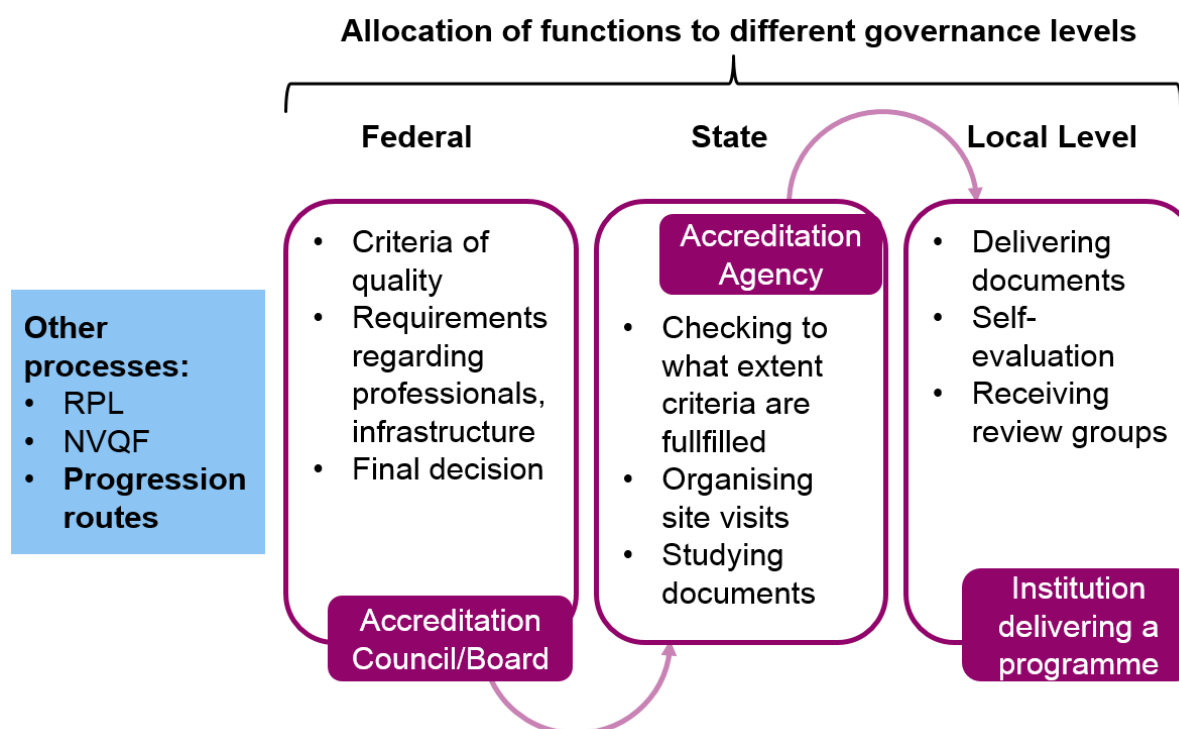 Allocation of functions to different governance levels
Federal
State
Local Level
Other
processes:
• RPL
• NVQF
• Progression
routes
• Criteria of
quality
• Requirements
regarding
professionals,
infrastructure
• Final decision
Accreditation
Council/Board
Accreditation
Agency
• Checking to
what extent
criteria are
fullfilled
• Organising
site visits
• Studying
documents
• Delivering
documents
• Self-
evaluation
• Receiving
review groups
Institution
delivering a
programme